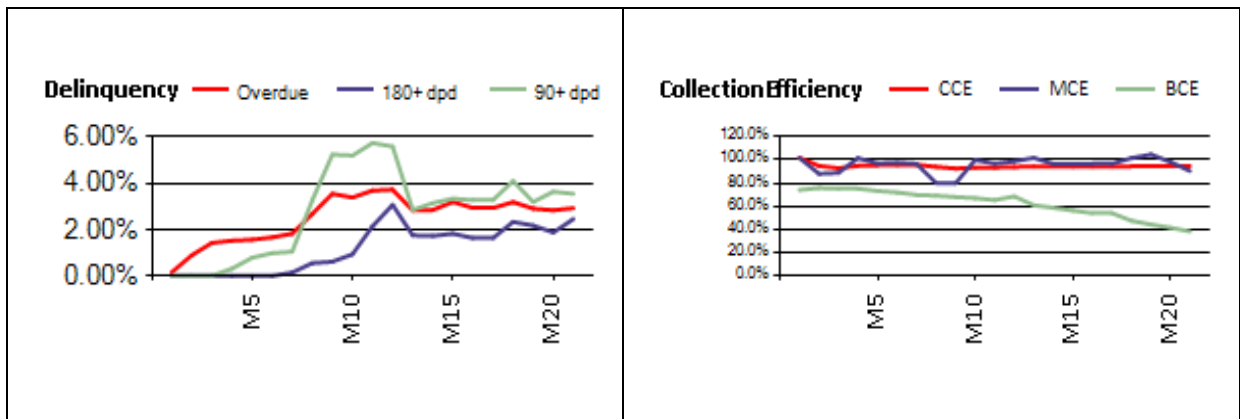 Delinquency Overdue 180+ dpd 90+ dpd
6.00%
4.00%
2.00%
0.00%
M5 M10 M15 M20
Collection Efficiency CCE MCE BCE
120.0%
100.0%
80.0%
60.0%
40.0%
20.0%
0.0%
M5 M10 M15 M20